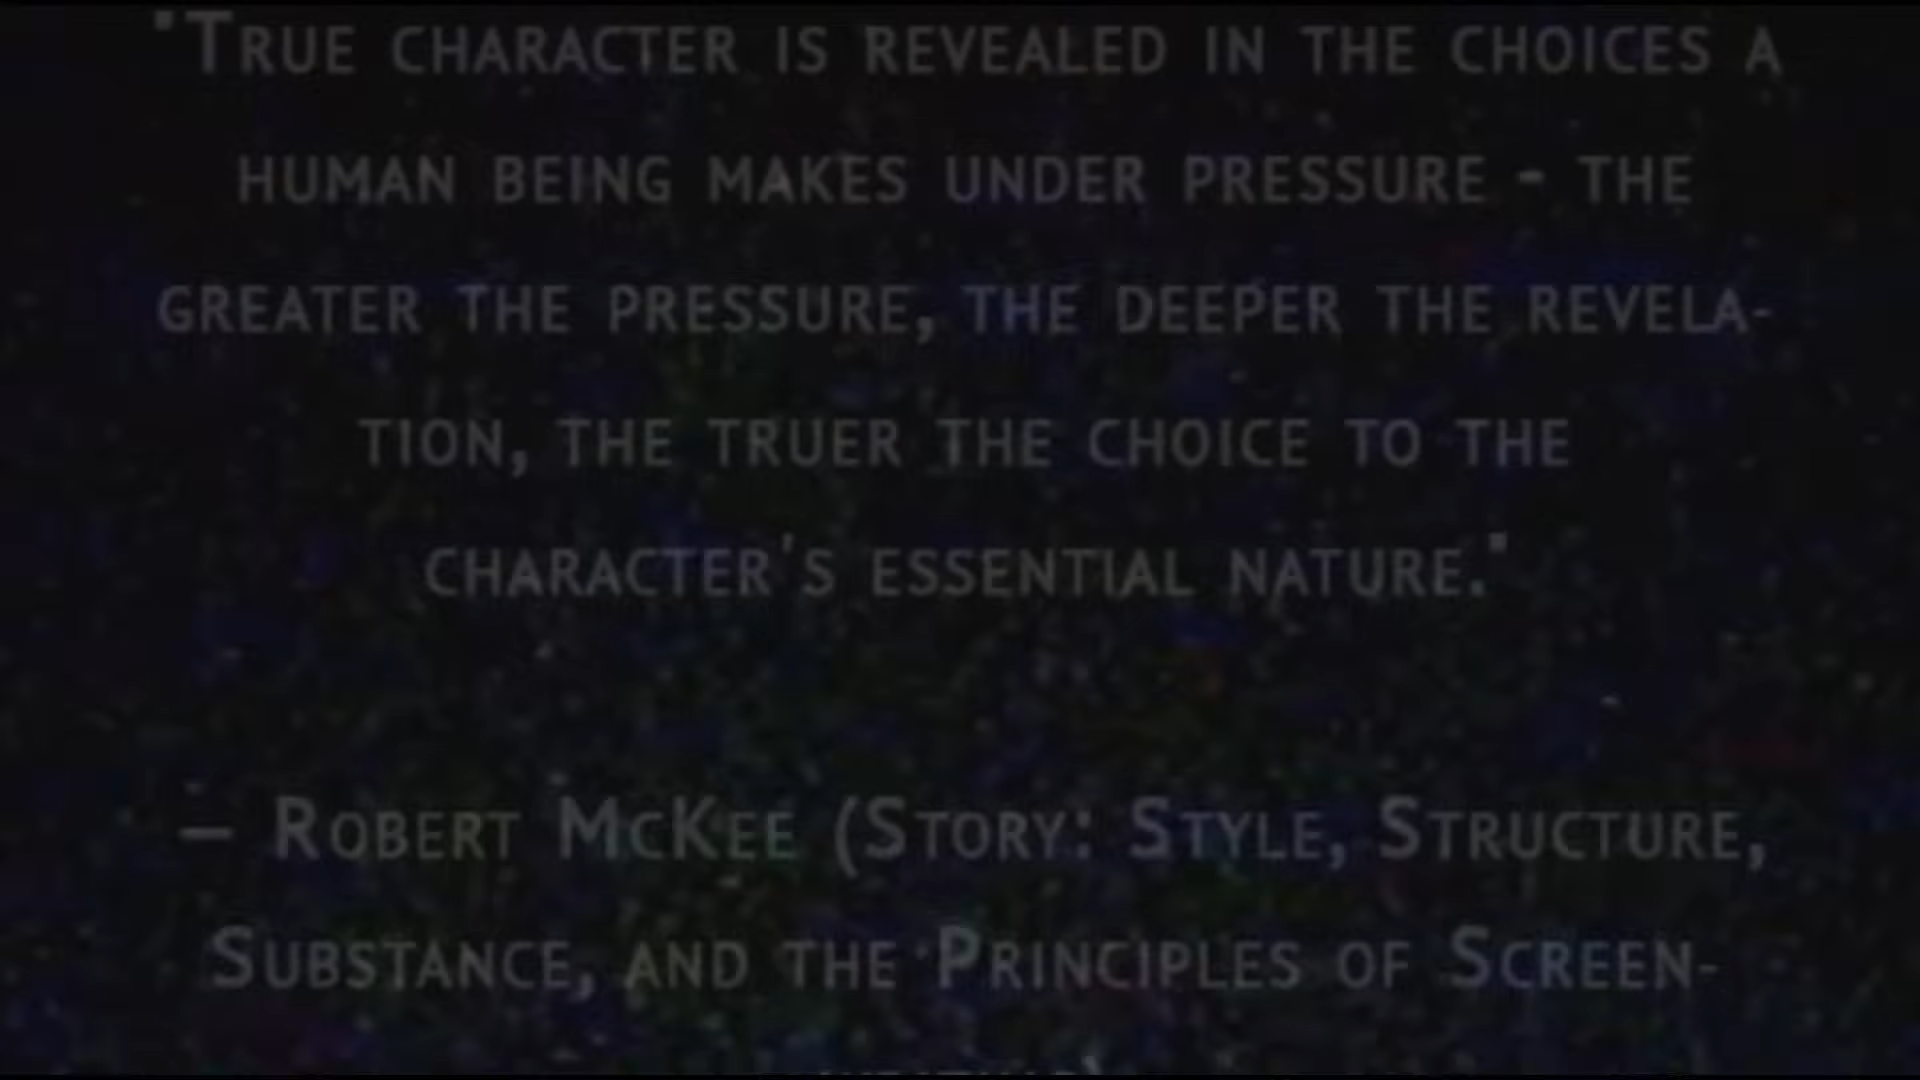 "True character is revealed in the choices a
human being makes under pressure - the
greater the pressure, the deeper the revela-
tion, the truer the choice to the
character's essential nature."
— Robert McKee (Story: Style, Structure,
Substance, and the Principles of Screen-